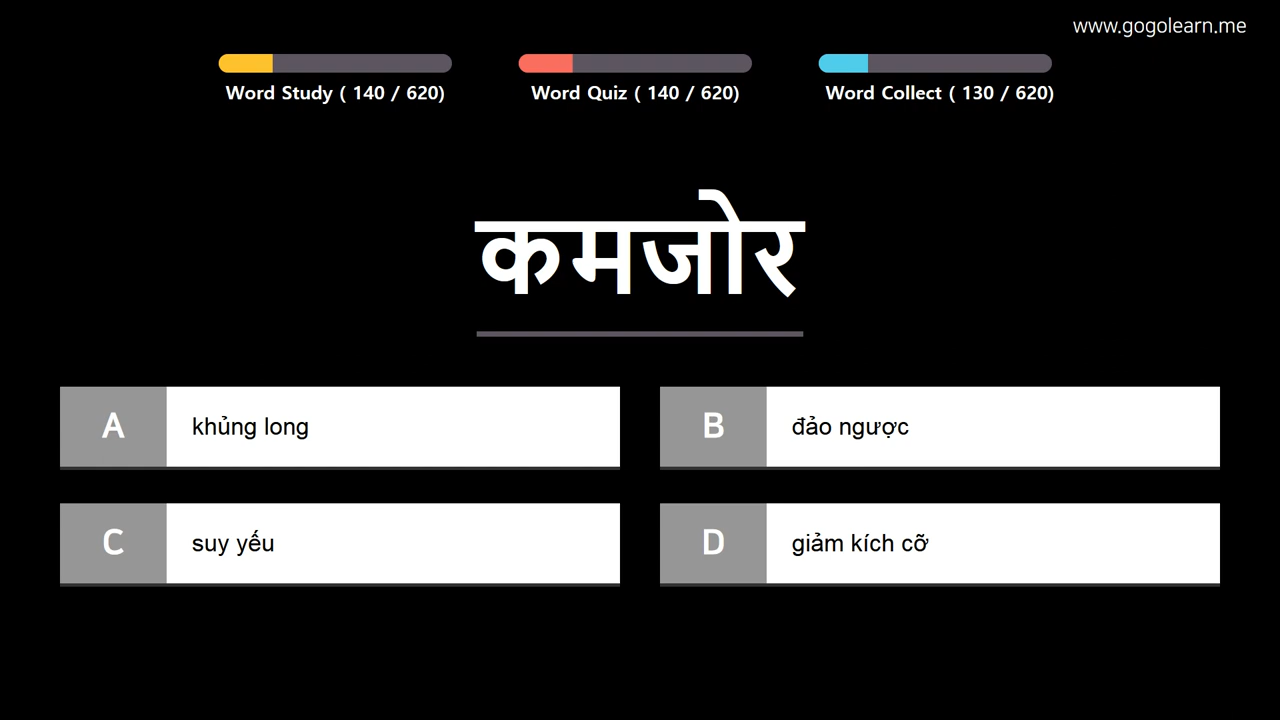 www.gogolearn.me
Word Study ( 140 / 620)
Word Quiz ( 140 / 620)
Word Collect ( 130 / 620)
कमजोर
A
khủng long
B
đảo ngược
C
suy yếu
D
giảm kích cỡ